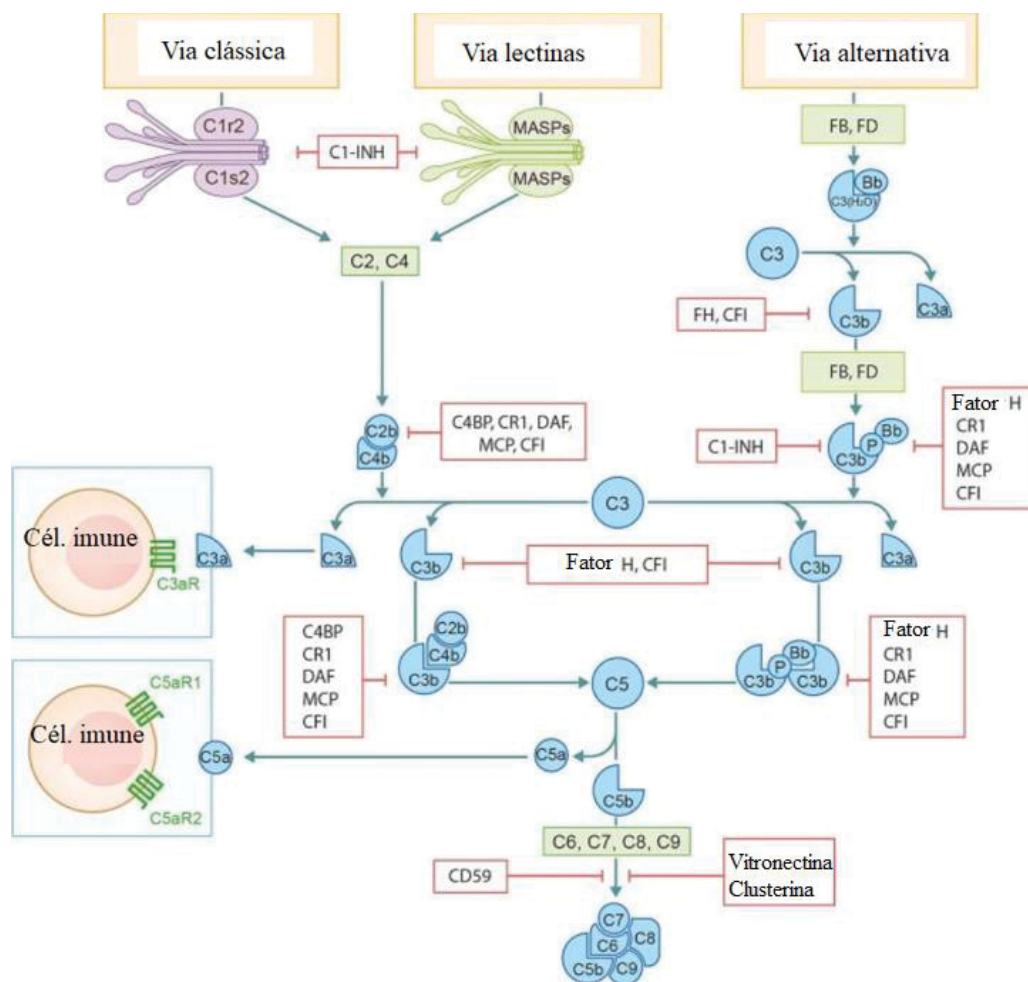 Via clássica
Via lectinas
Via alternativa
C1r2
C1s2
C1-INH
MASPs
MASPs
FB, FD
Bb
C3(H₂O)
C2, C4
C3
C3b
C3a
FH, CFI
FB, FD
C2b
C4b
C4BP, CR1, DAF,
MCP, CFI
C1-INH
Bb
P
C3b
Fator H
CR1
DAF
MCP
CFI
Cél. imune
C3aR
C3a
C3a
C3b
C3
C3b
C3a
Fator H, CFI
C4BP
CR1
DAF
MCP
CFI
C2b
C4b
C3b
C5
Bb
P
C3b
C3b
Fator H
CR1
DAF
MCP
CFI
C5aR1
Cél. imune
C5aR2
C5a
C5a
C5b
C6, C7, C8, C9
CD59
Vitronectina
Clusterina
C7
C6
C8
C5b
C9